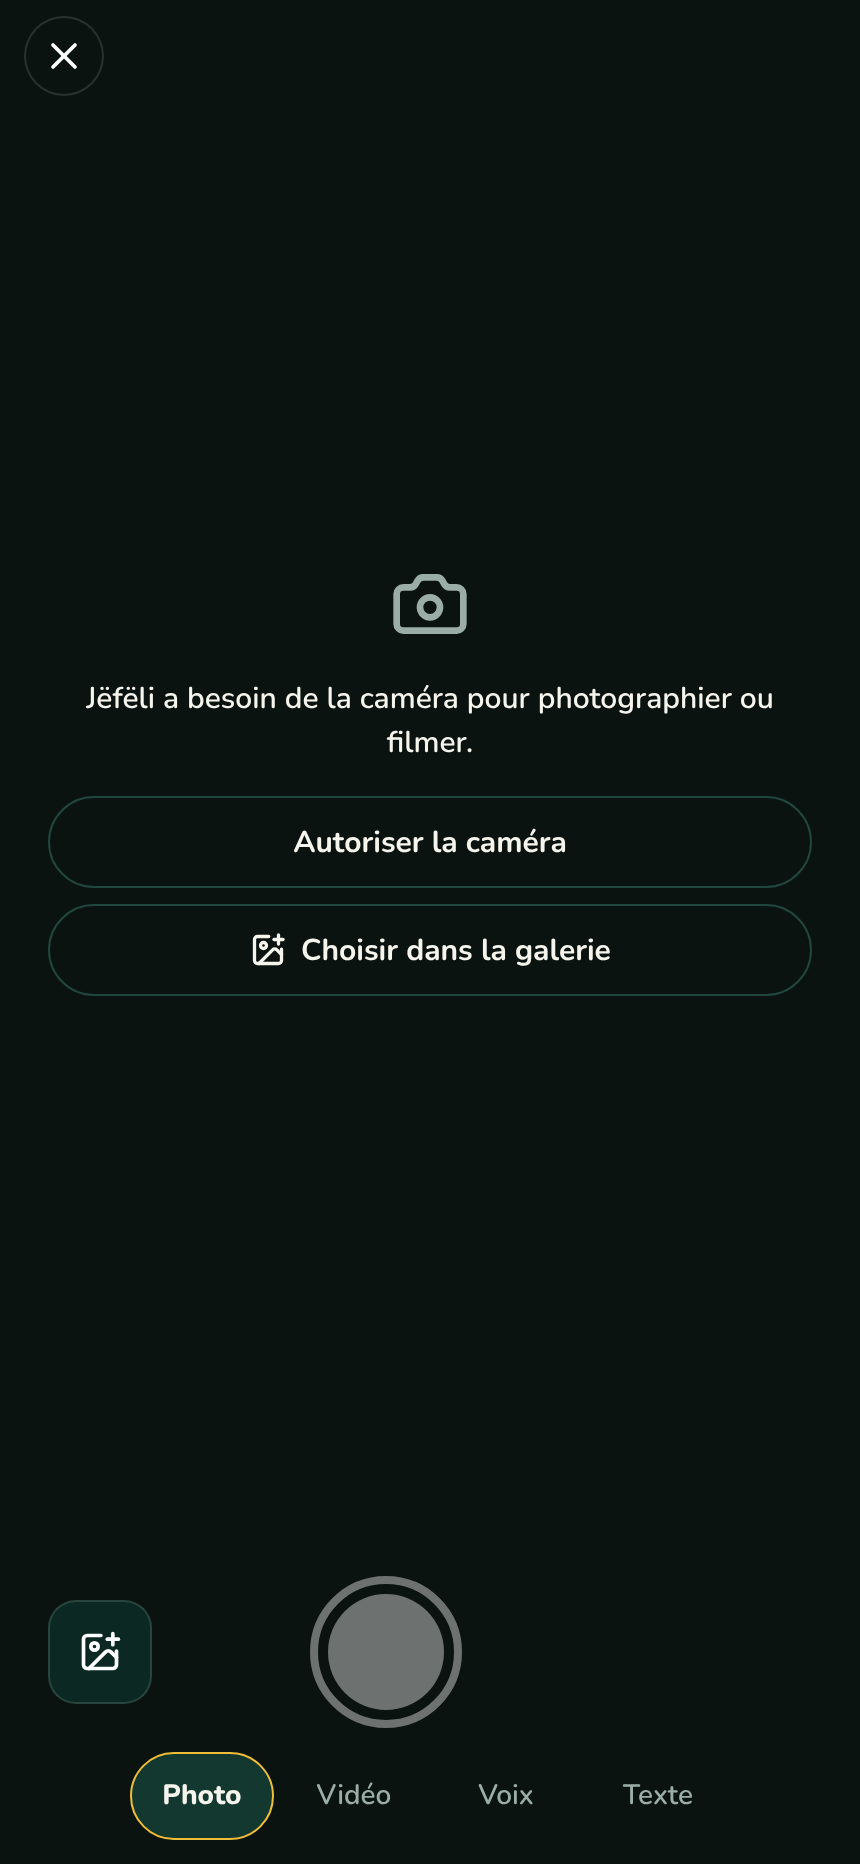 Jëfëli a besoin de la caméra pour photographier ou
filmer.
Autoriser la caméra
Choisir dans la galerie
Photo
Vidéo
Voix
Texte